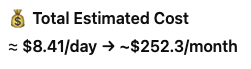 💰 Total Estimated Cost
≈ $8.41/day → ~$252.3/month